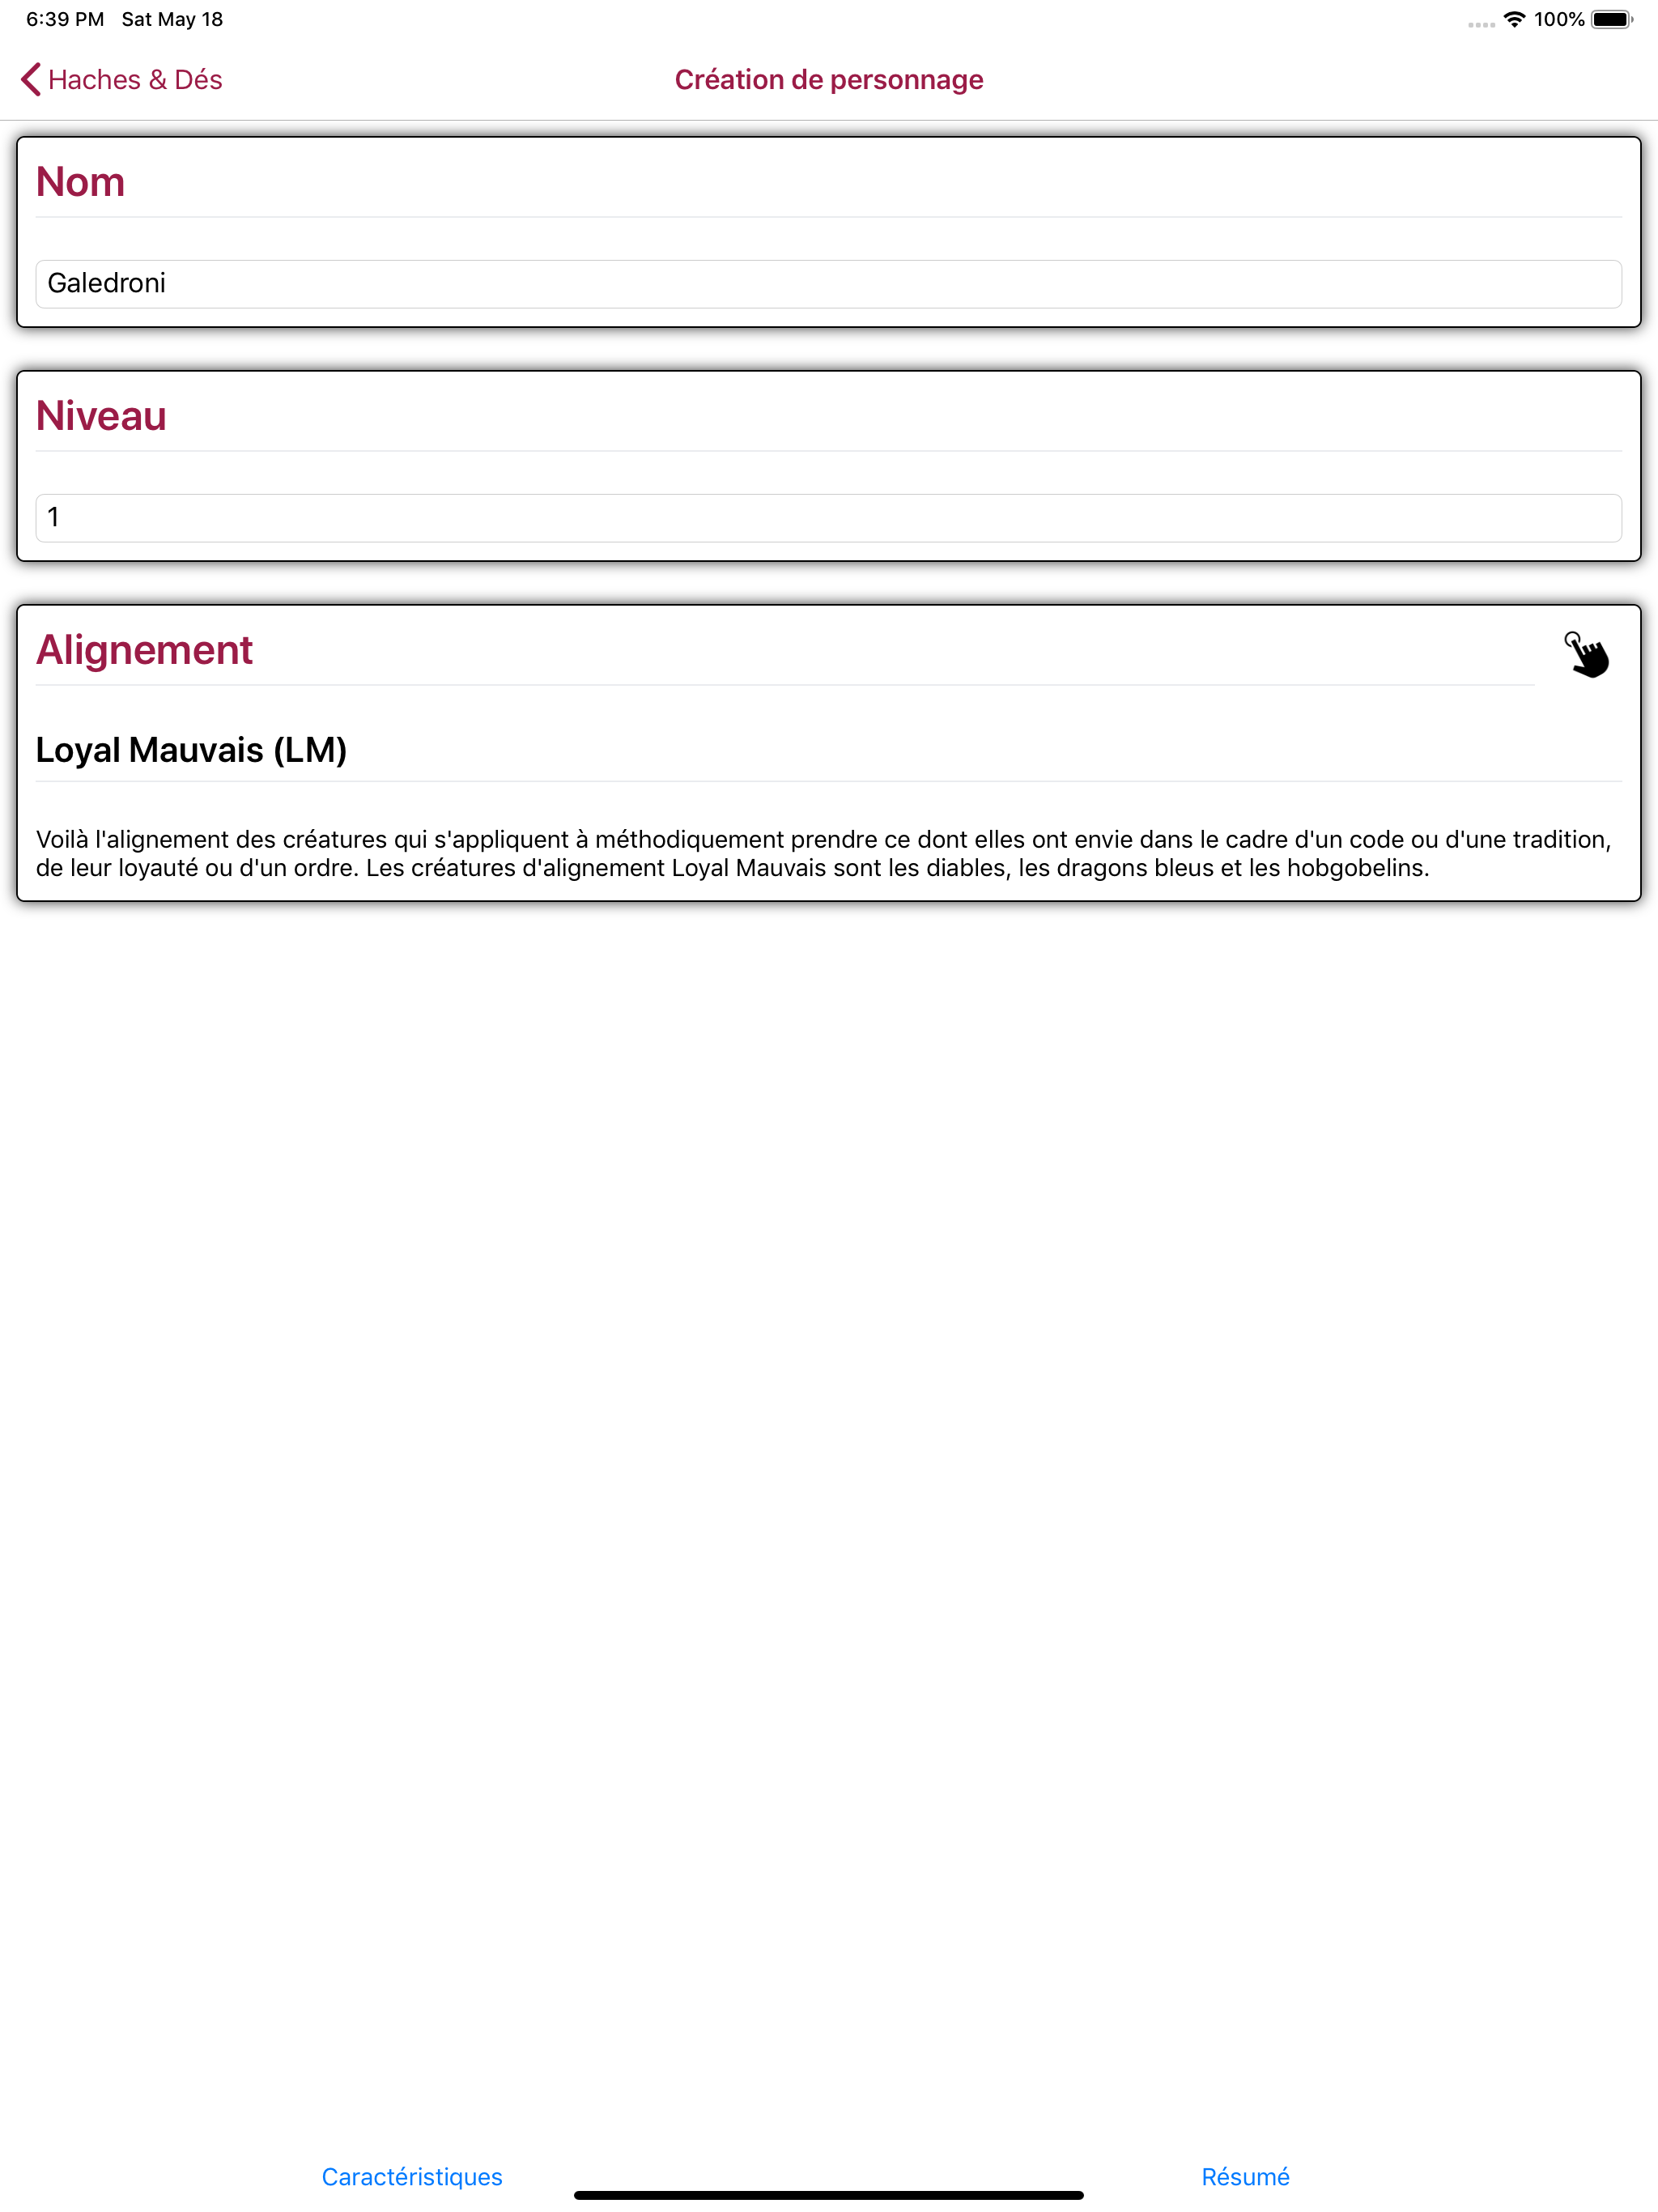 6:39 PM Sat May 18
100%
Haches & Dés
Création de personnage
Nom
Galedroni
Niveau
1
Alignement
Loyal Mauvais (LM)
Voilà l'alignement des créatures qui s'appliquent à méthodiquement prendre ce dont elles ont envie dans le cadre d'un code ou d'une tradition,
de leur loyauté ou d'un ordre. Les créatures d'alignement Loyal Mauvais sont les diables, les dragons bleus et les hobgobelins.
Caractéristiques
Résumé